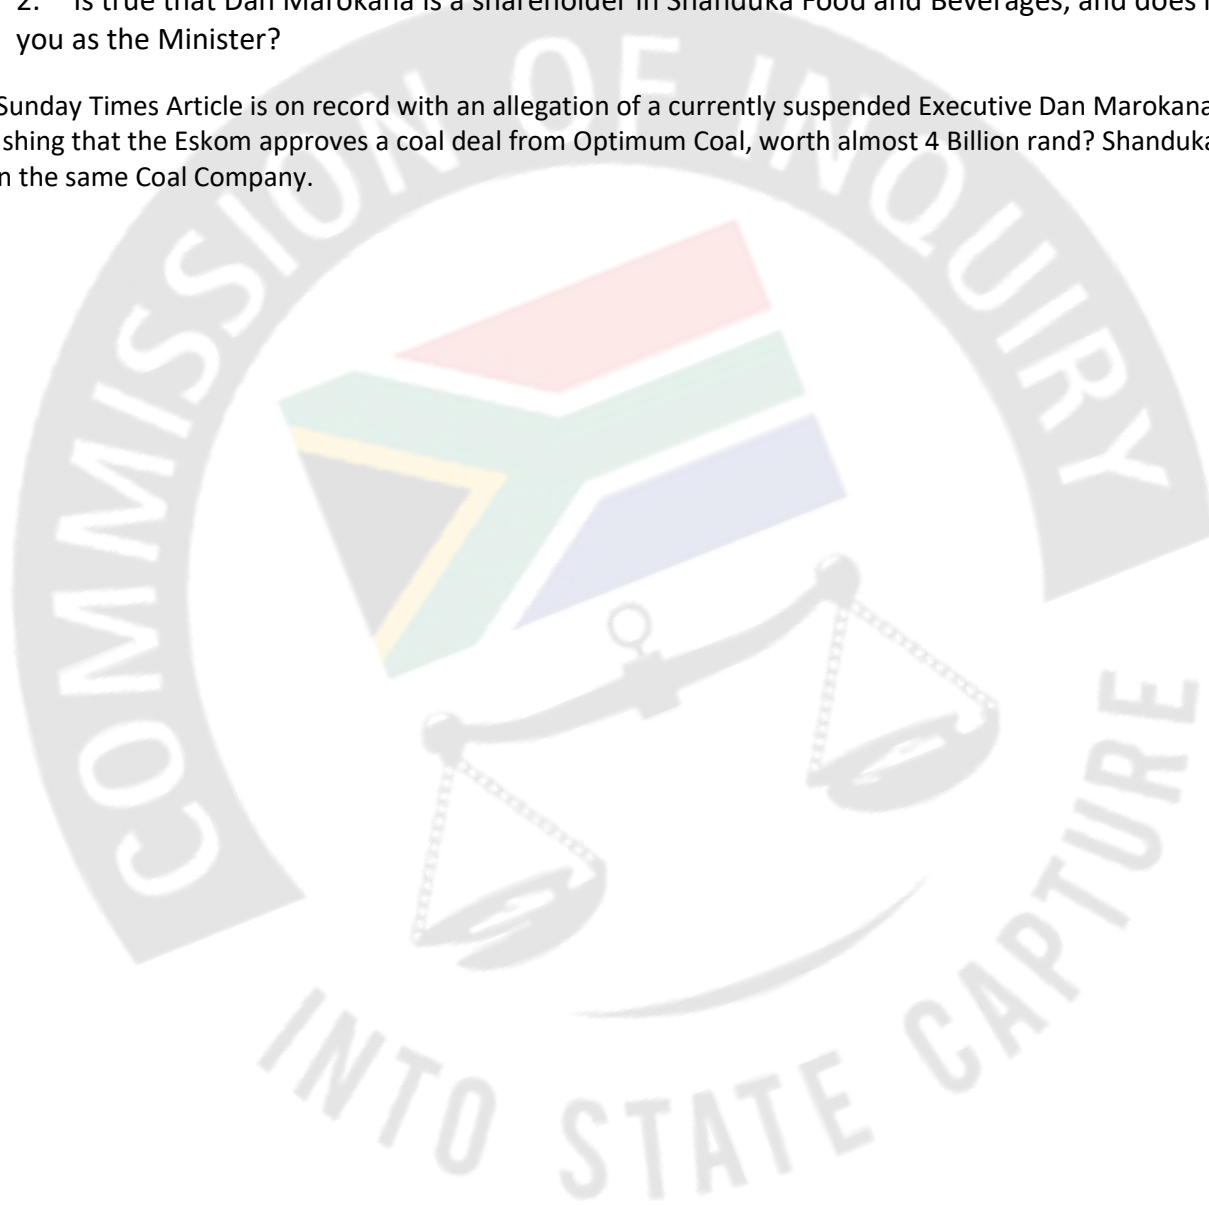 2. Is true that Dan Marokana is a shareholder in Shanduka Food and Beverages, and does
you as the Minister?
Sunday Times Article is on record with an allegation of a currently suspended Executive Dan Marokana
shing that the Eskom approves a coal deal from Optimum Coal, worth almost 4 Billion rand? Shanduka
n the same Coal Company.
COMMISSION OF INQUIRY
INTO STATE CAPTURE